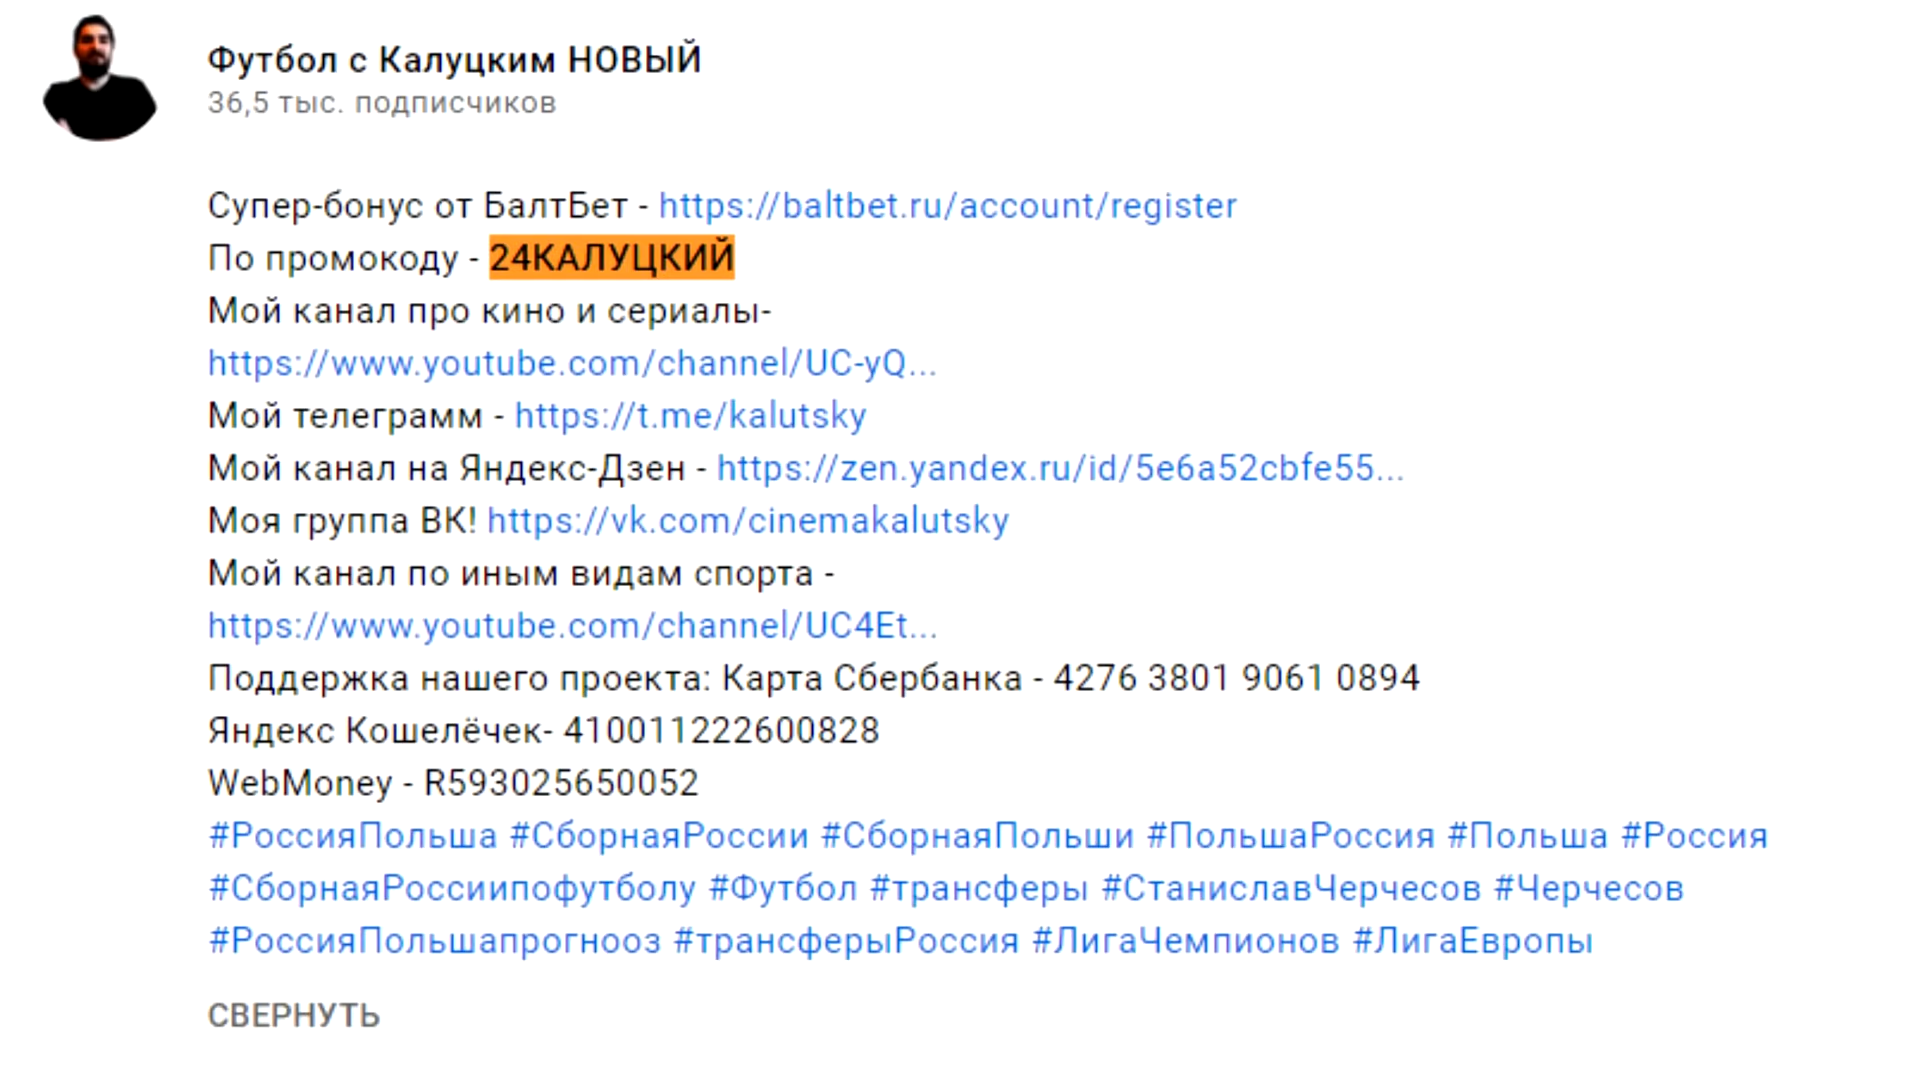 Футбол с Калуцким НОВЫЙ
36,5 тыс. подписчиков
Супер-бонус от БалтБет - https://baltbet.ru/account/register
По промокоду - 24КАЛУЦКИЙ
Мой канал про кино и сериалы-
https://www.youtube.com/channel/UC-yQ...
Мой телеграмм - https://t.me/kalutsky
Мой канал на Яндекс-Дзен - https://zen.yandex.ru/id/5e6a52cbfe55...
Моя группа ВК! https://vk.com/cinemakalutsky
Мой канал по иным видам спорта -
https://www.youtube.com/channel/UC4Et...
Поддержка нашего проекта: Карта Сбербанка - 4276 3801 9061 0894
Яндекс Кошелёчек- 410011222600828
WebMoney - R593025650052
#РоссияПольша #СборнаяРоссии #СборнаяПольши #ПольшаРоссия #Польша #Россия
#СборнаяРоссиипофутболу #Футбол #трансферы #СтаниславЧерчесов #Черчесов
#РоссияПольшапрогнооз #трансферыРоссия #ЛигаЧемпионов #ЛигаЕвропы
СВЕРНУТЬ